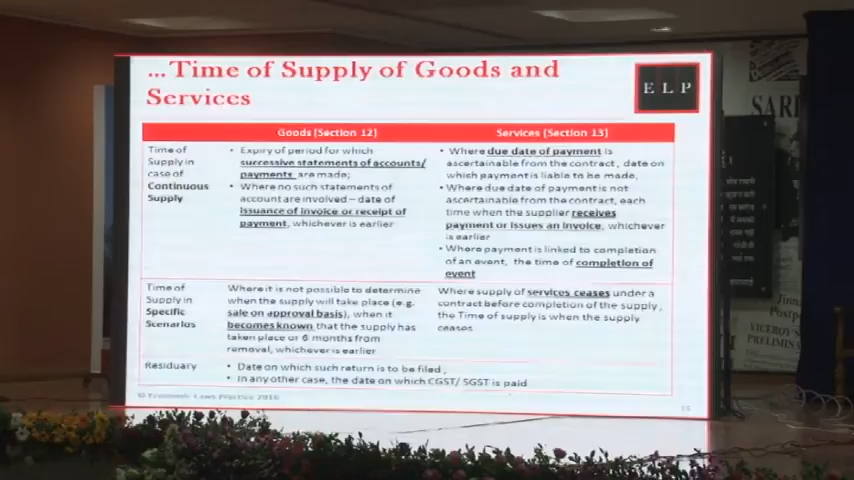 ...Time of Supply of Goods and
Services
E L P
Goods (Section 12)
Services (Section 13)
Time of
Supply in
case of
Continuous
Supply
• Expiry of period for which
successive statements of accounts/
payments are made;
• Where no such statements of
account are involved – date of
issuance of invoice or receipt of
payment, whichever is earlier
• Where due date of payment is
ascertainable from the contract, date on
which payment is liable to be made,
• Where due date of payment is not
ascertainable from the contract, each
time when the supplier receives
payment or issues an invoice, whichever
is earlier
• Where payment is linked to completion
of an event, the time of completion of
event
Time of
Supply in
Specific
Scenarios
Where it is not possible to determine
when the supply will take place (e.g.
sale on approval basis), when it
becomes known that the supply has
taken place or 6 months from
removal, whichever is earlier
Where supply of services ceases under a
contract before completion of the supply,
the Time of supply is when the supply
ceases
Residuary
• Date on which such return is to be filed,
• In any other case, the date on which CGST/ SGST is paid
© Economic Laws Practice 2016
15
SARD
VICEROY'S
PRELIMIS